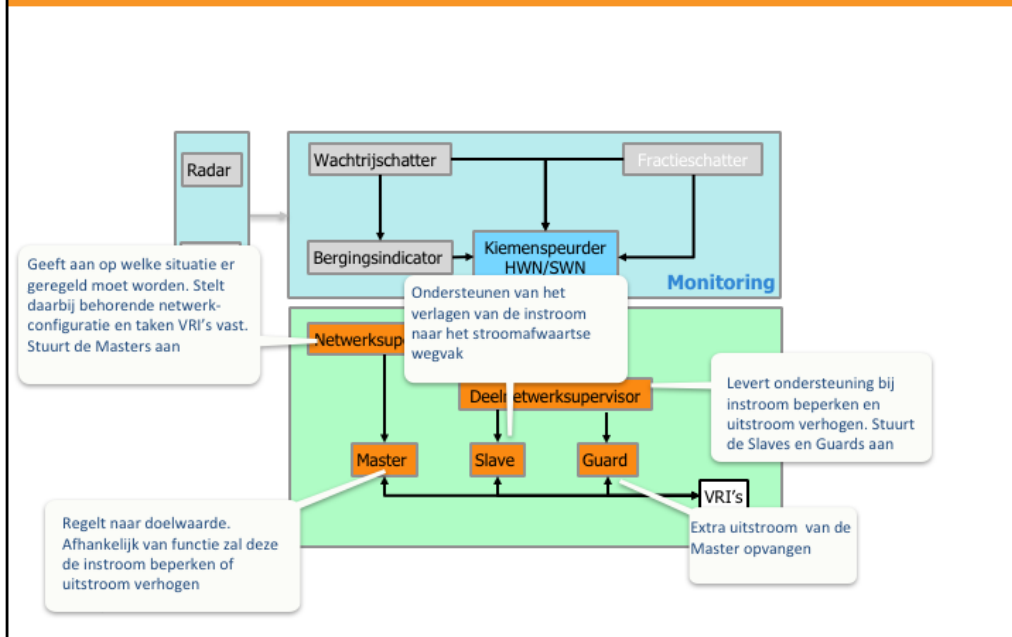 Radar
Wachtrijschatter
Fractieschatter
Bergingsindicator
Kiemenspeurder
HWN/SWN
Monitoring
Geeft aan op welke situatie er
geregeld moet worden. Stelt
daarbij behorende netwerk-
configuratie en taken VRI's vast.
Stuurt de Masters aan
Ondersteunen van het
verlagen van de instroom
naar het stroomafwaartse
wegvak
Deelnetwerksupervisor
Levert ondersteuning bij
instroom beperken en
uitstroom verhogen. Stuurt
de Slaves en Guards aan
Master
Slave
Guard
VRI's
Regelt naar doelwaarde.
Afhankelijk van functie zal deze
de instroom beperken of
uitstroom verhogen
Extra uitstroom van de
Master opvangen